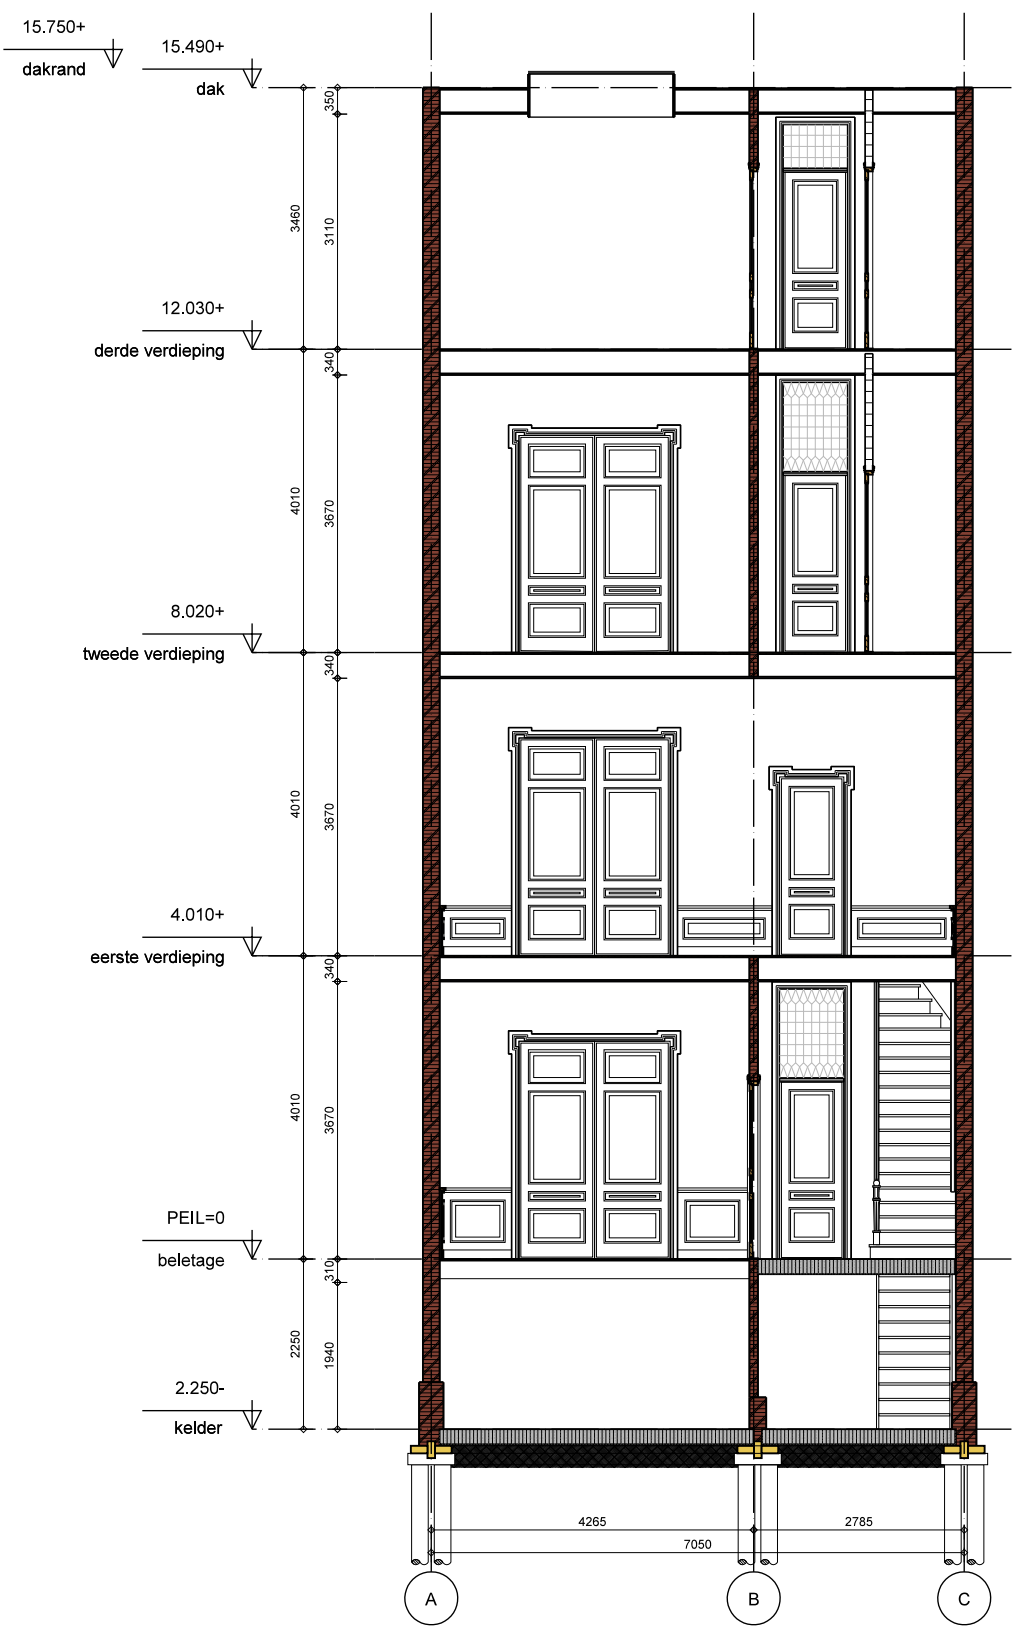 15.750+
dakrand
15.490+
dak
350
3460
3110
12.030+
derde verdieping
340
4010
3670
8.020+
tweede verdieping
340
4010
3670
4.010+
eerste verdieping
340
4010
3670
PEIL=0
beletage
310
2250
1940
2.250-
kelder
4265
2785
7050
A
B
C